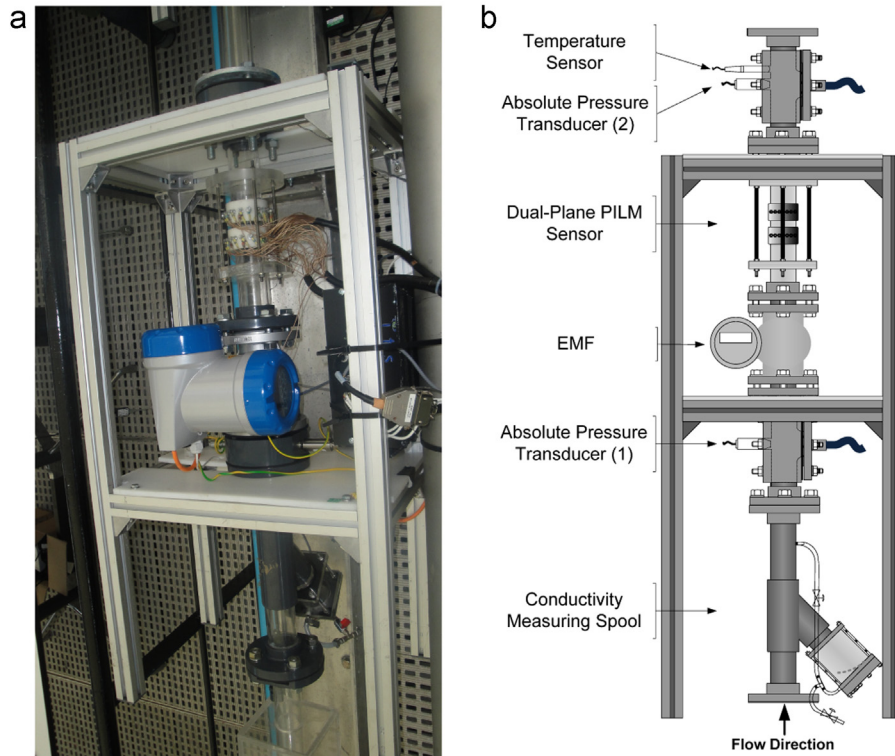 a
b
Temperature
Sensor
Absolute Pressure
Transducer (2)
Dual-Plane PILM
Sensor
EMF
Absolute Pressure
Transducer (1)
Conductivity
Measuring Spool
Flow Direction